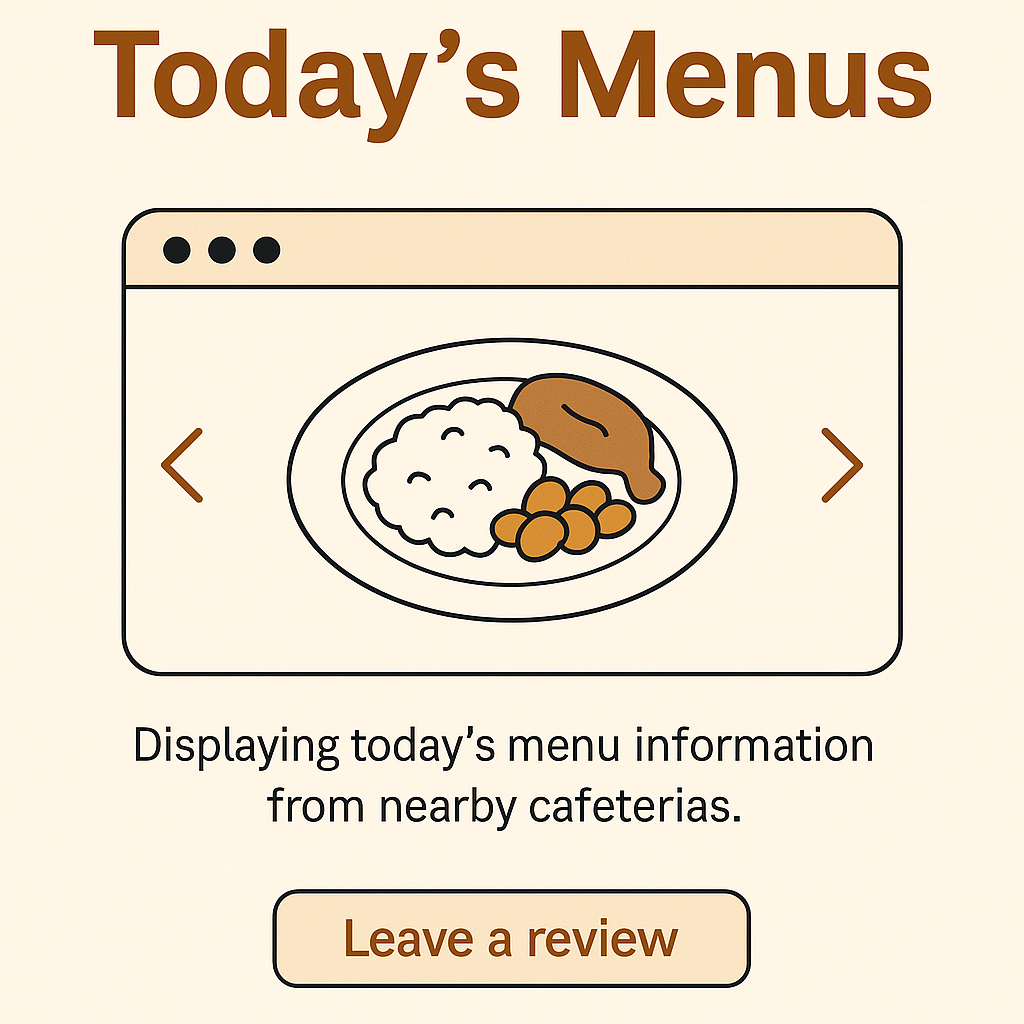 Today’s Menus
Displaying today’s menu information
from nearby cafeterias.
Leave a review